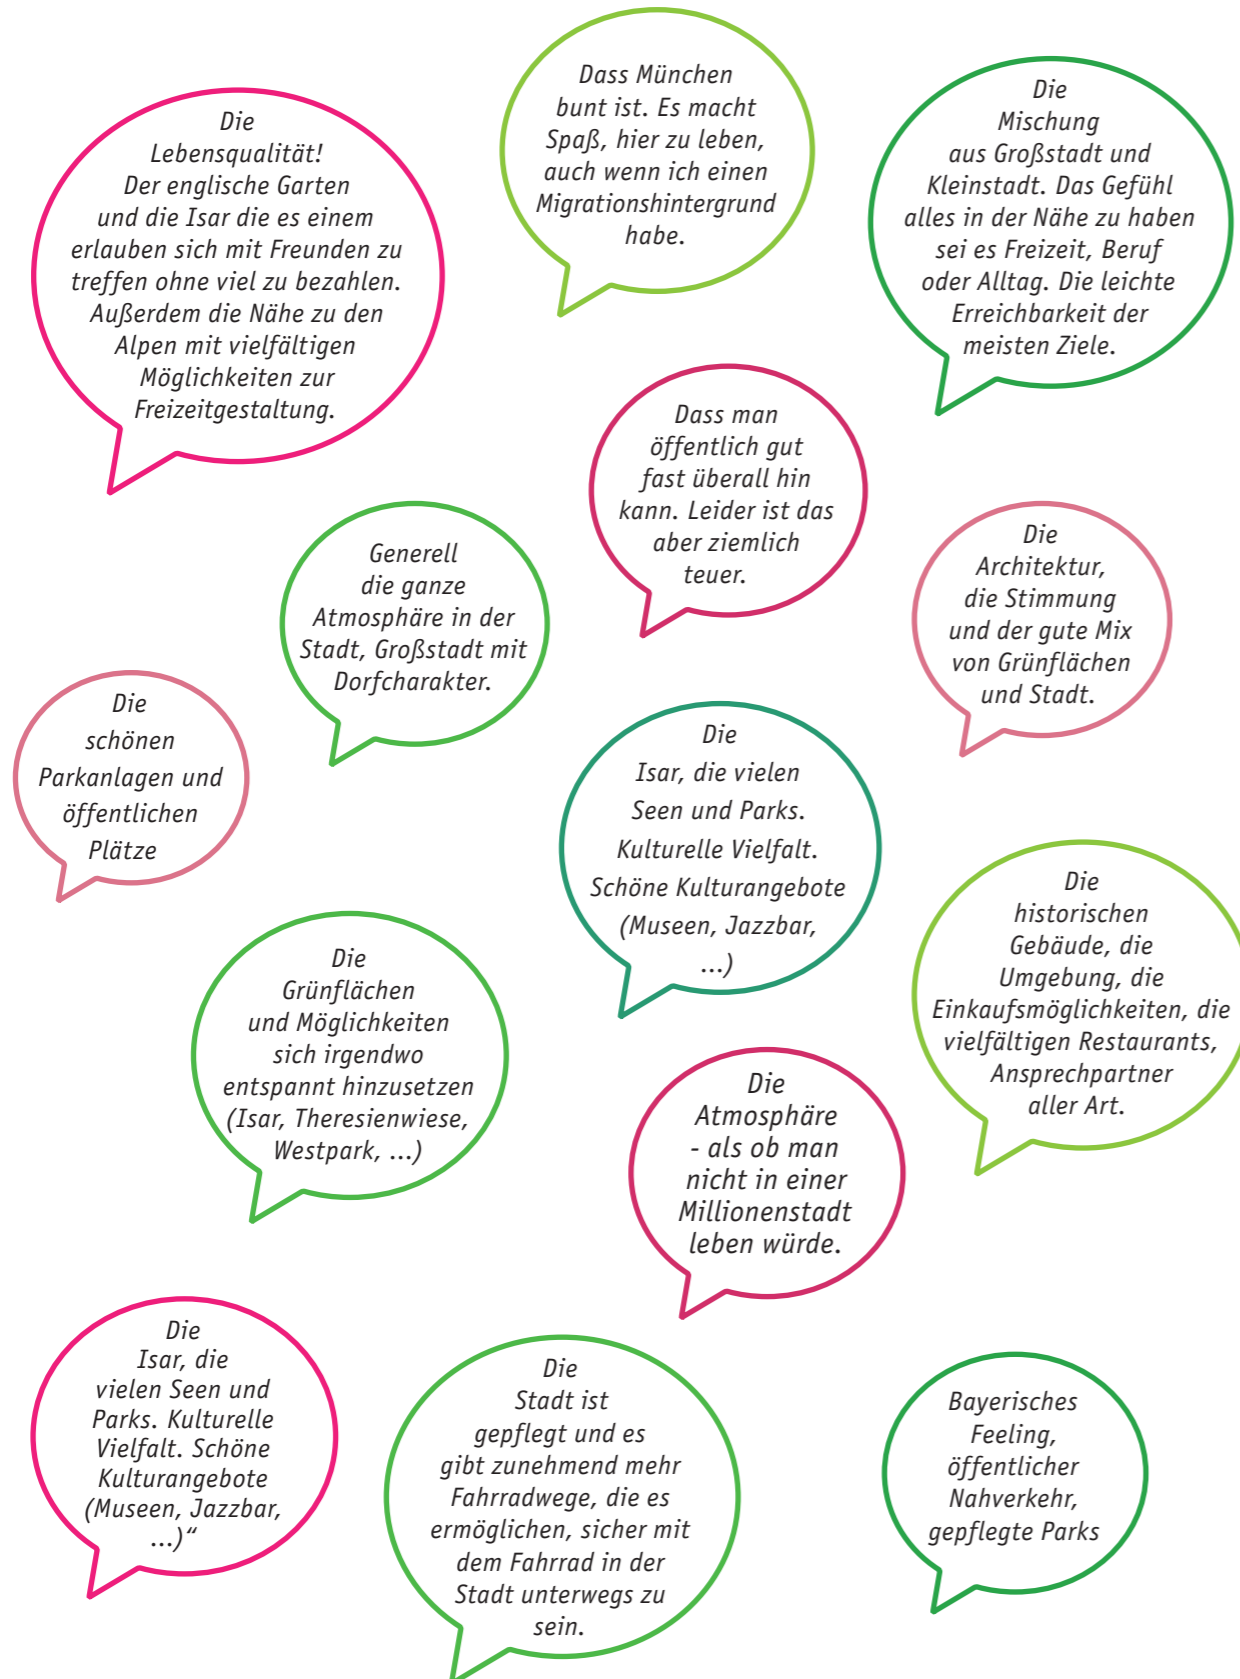 Die
Lebensqualität!
Der englische Garten
und die Isar die es einem
erlauben sich mit Freunden zu
treffen ohne viel zu bezahlen.
Außerdem die Nähe zu den
Alpen mit vielfältigen
Möglichkeiten zur
Freizeitgestaltung.
Dass München
bunt ist. Es macht
Spaß, hier zu leben,
auch wenn ich einen
Migrationshintergrund
habe.
Die
Mischung
aus Großstadt und
Kleinstadt. Das Gefühl
alles in der Nähe zu haben
sei es Freizeit, Beruf
oder Alltag. Die leichte
Erreichbarkeit der
meisten Ziele.
Dass man
öffentlich gut
fast überall hin
kann. Leider ist das
aber ziemlich
teuer.
Generell
die ganze
Atmosphäre in der
Stadt, Großstadt mit
Dorfcharakter.
Die
Architektur,
die Stimmung
und der gute Mix
von Grünflächen
und Stadt.
Die
schönen
Parkanlagen und
öffentlichen
Plätze
Die
Isar, die vielen
Seen und Parks.
Kulturelle Vielfalt.
Schöne Kulturangebote
(Museen, Jazzbar,
...)
Die
historischen
Gebäude, die
Umgebung, die
Einkaufsmöglichkeiten, die
vielfältigen Restaurants,
Ansprechpartner
aller Art.
Die
Grünflächen
und Möglichkeiten
sich irgendwo
entspannt hinzusetzen
(Isar, Theresienwiese,
Westpark, ...)
Die
Atmosphäre
- als ob man
nicht in einer
Millionenstadt
leben würde.
Die
Isar, die
vielen Seen und
Parks. Kulturelle
Vielfalt. Schöne
Kulturangebote
(Museen, Jazzbar,
...)“
Die
Stadt ist
gepflegt und es
gibt zunehmend mehr
Fahrradwege, die es
ermöglichen, sicher mit
dem Fahrrad in der
Stadt unterwegs zu
sein.
Bayerisches
Feeling,
öffentlicher
Nahverkehr,
gepflegte Parks